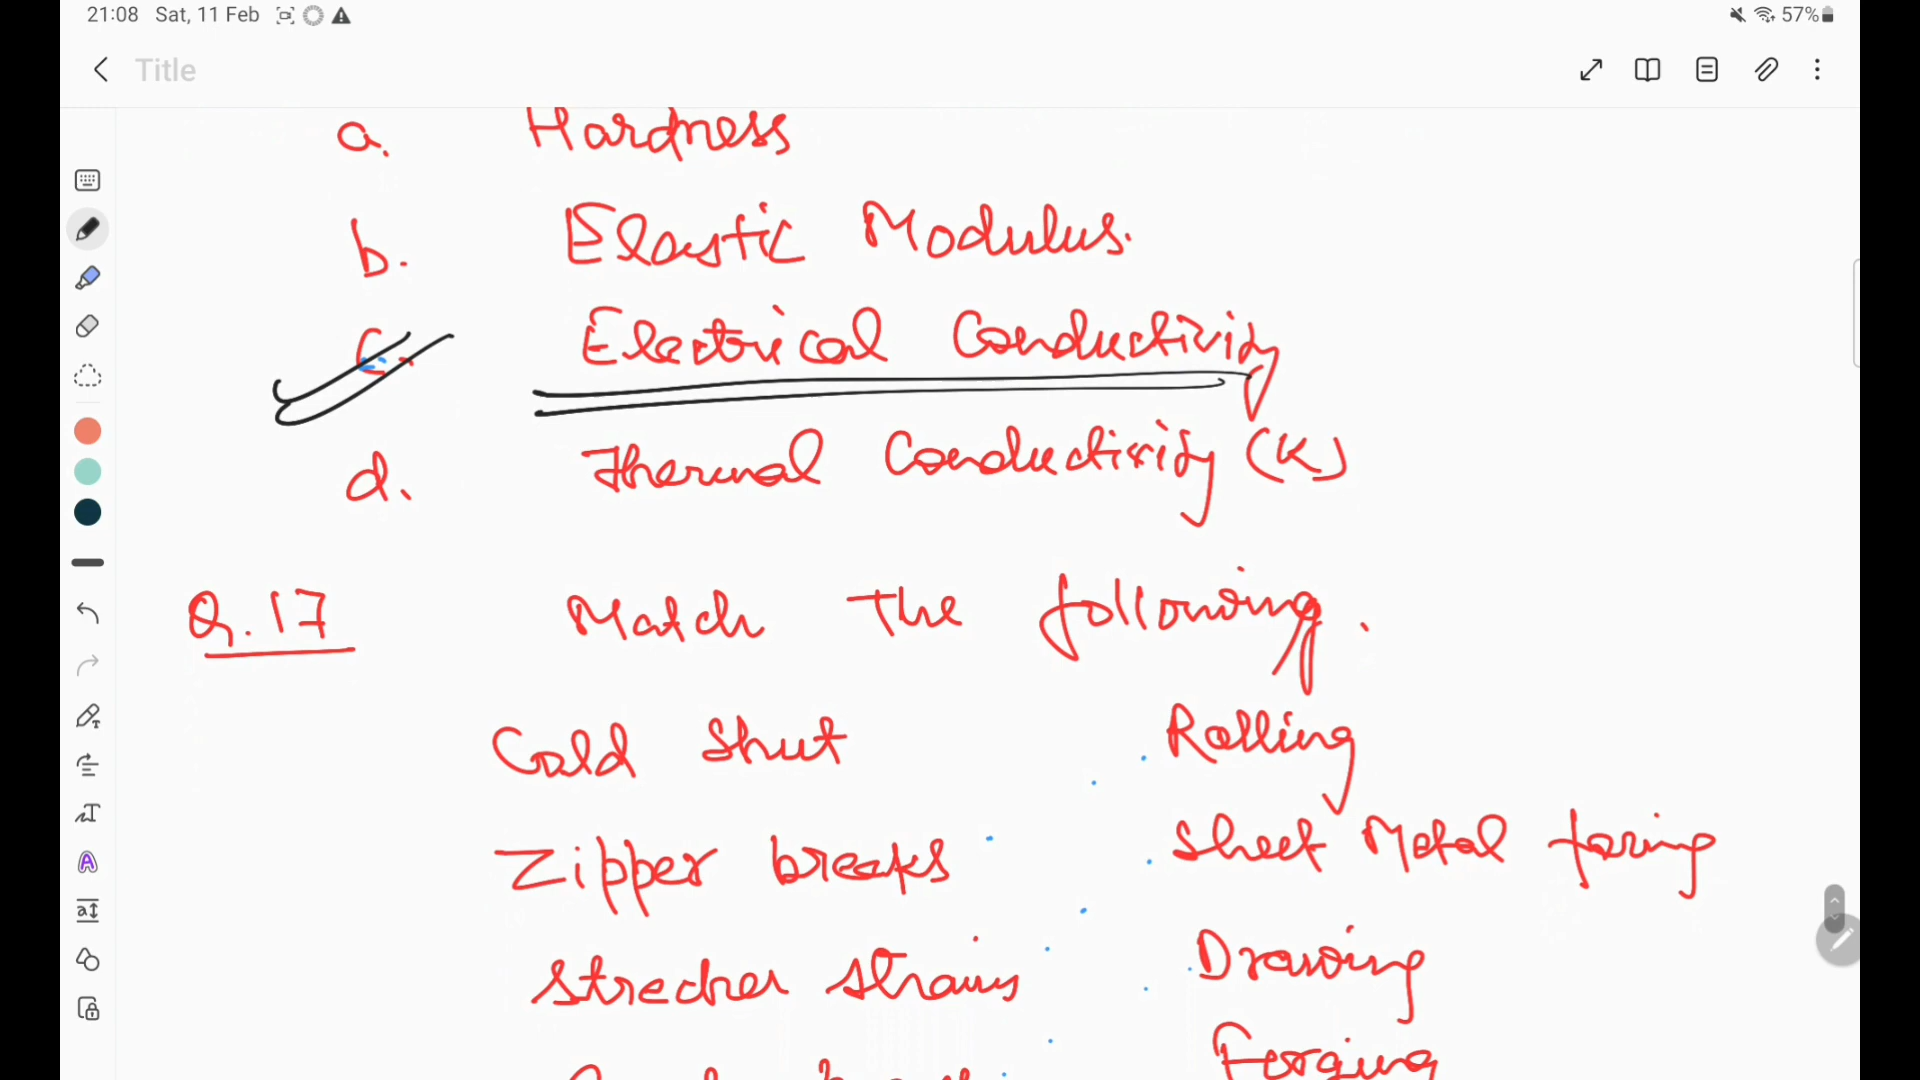 21:08 Sat, 11 Feb 57%
Title
a. Hardness
b. Elastic Modulus.
C. Electrical Conductivity
d. Thermal Conductivity (K)
Q.17 Match The following.
Cold Shut Rolling
Zipper breaks Sheet Metal foring
Strecher Strains Drawing
Forging